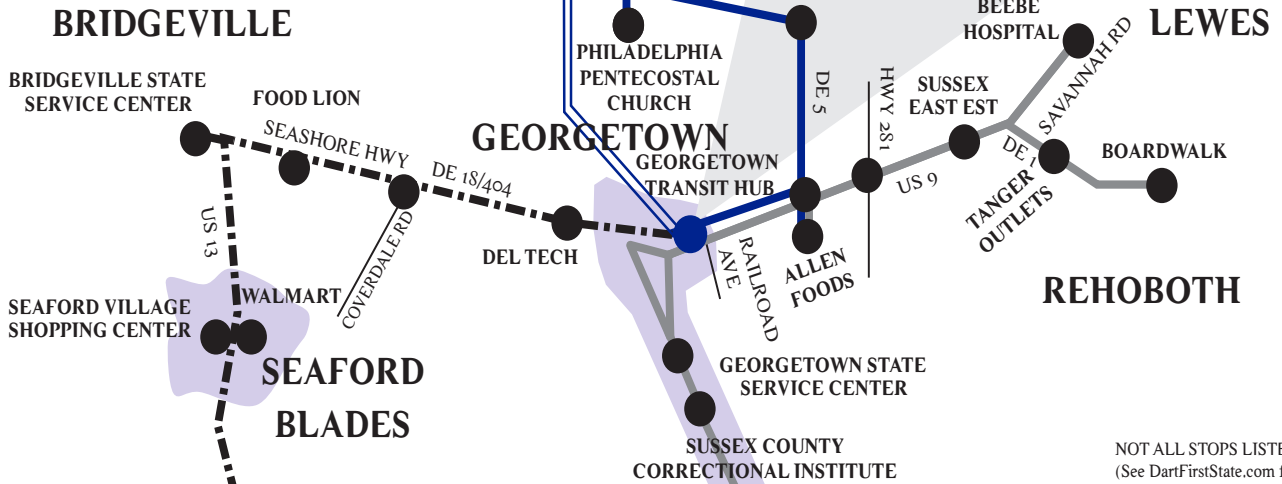 BRIDGEVILLE
BRIDGEVILLE STATE
SERVICE CENTER
FOOD LION
SEASHORE HWY
DE 18/404
US 13
COVERDALE RD
DEL TECH
SEAFORD VILLAGE
SHOPPING CENTER
WALMART
SEAFORD
BLADES
PHILADELPHIA
PENTECOSTAL
CHURCH
GEORGETOWN
GEORGETOWN
TRANSIT HUB
DE 5
HWY 281
RAILROAD
AVE
ALLEN
FOODS
US 9
SUSSEX
EAST EST
BEEBE
HOSPITAL
LEWES
SAVANNAH RD
DE 1
TANGER
OUTLETS
BOARDWALK
REHOBOTH
GEORGETOWN STATE
SERVICE CENTER
SUSSEX COUNTY
CORRECTIONAL INSTITUTE
NOT ALL STOPS LISTE
(See DartFirstState.com f